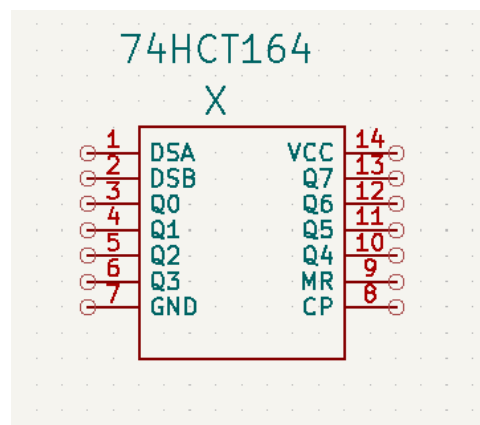 74HCT164
X
1 DSA VCC 14
2 DSB Q7 13
3 Q0 Q6 12
4 Q1 Q5 11
5 Q2 Q4 10
6 Q3 MR 9
7 GND CP 8